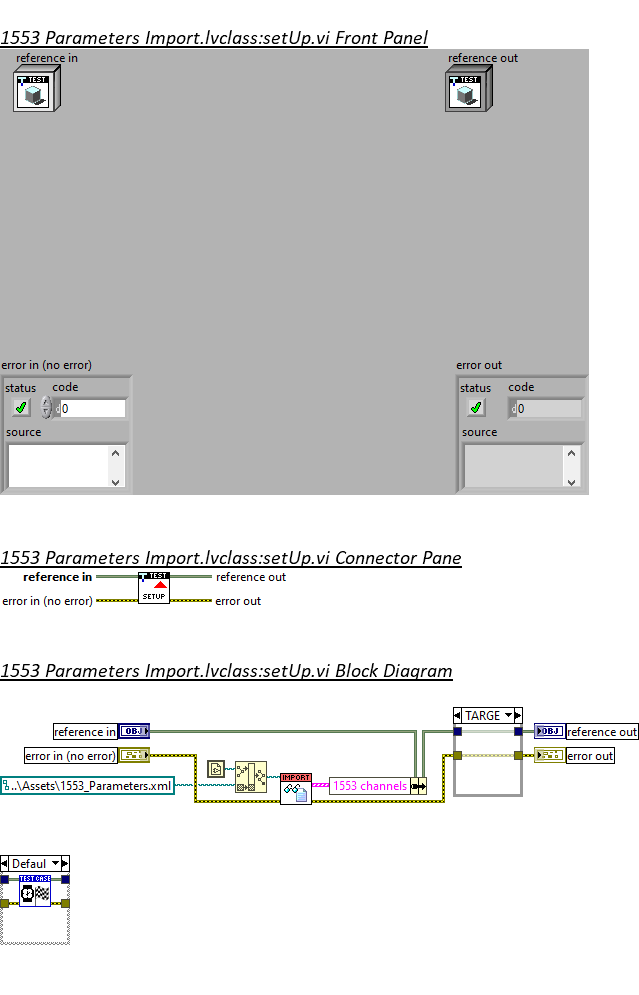 1553 Parameters Import.lvclass:setUp.vi Front Panel
reference in
reference out
TEST
TEST
error in (no error)
error out
status code
status code
d 0
d 0
source
source
1553 Parameters Import.lvclass:setUp.vi Connector Pane
reference in
TEST
reference out
error in (no error)
SETUP
error out
1553 Parameters Import.lvclass:setUp.vi Block Diagram
TARGE
reference in
OBJ
OBJ
reference out
error in (no error)
error out
..\Assets\1553_Parameters.xml
IMPORT
1553 channels
Defaul
TEST CASE